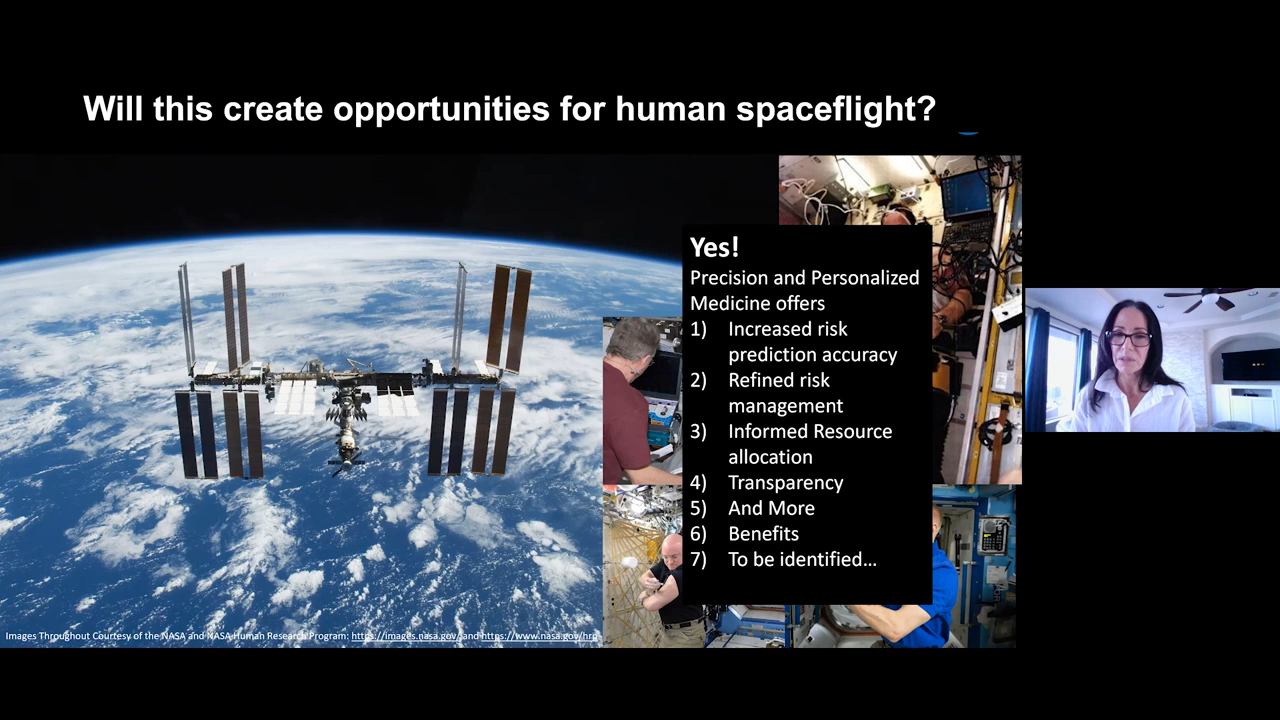 Will this create opportunities for human spaceflight?
Yes!
Precision and Personalized
Medicine offers
1) Increased risk
prediction accuracy
2) Refined risk
management
3) Informed Resource
allocation
4) Transparency
5) And More
6) Benefits
7) To be identified…
Images Throughout Courtesy of the NASA and NASA Human Research Program: https://images.nasa.gov/ and https://www.nasa.gov/hrp